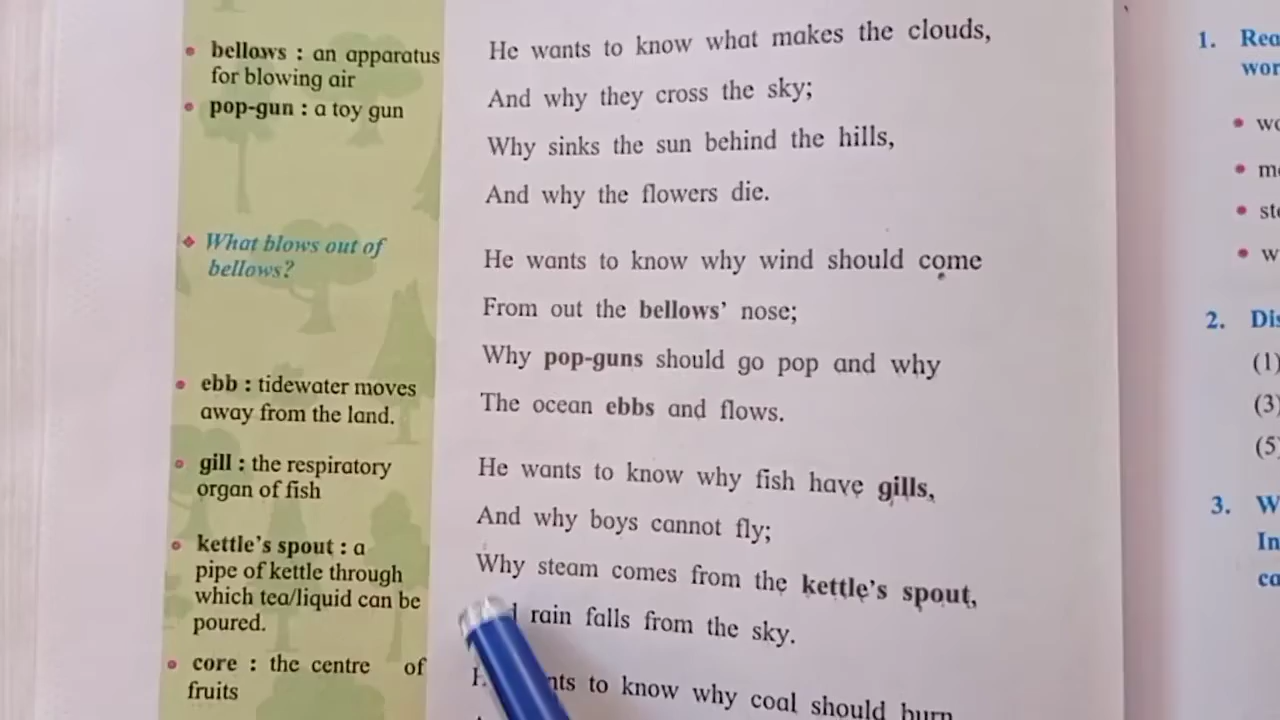 bellows : an apparatus
for blowing air
pop-gun : a toy gun
What blows out of
bellows?
ebb : tidewater moves
away from the land.
gill : the respiratory
organ of fish
kettle's spout : a
pipe of kettle through
which tea/liquid can be
poured.
core : the centre of
fruits
He wants to know what makes the clouds,
And why they cross the sky;
Why sinks the sun behind the hills,
And why the flowers die.
He wants to know why wind should come
From out the bellows' nose;
Why pop-guns should go pop and why
The ocean ebbs and flows.
He wants to know why fish have gills,
And why boys cannot fly;
Why steam comes from the kettle's spout,
rain falls from the sky.
to know why coal should burn
1.
2.
(1)
(3)
(5)
3.
In